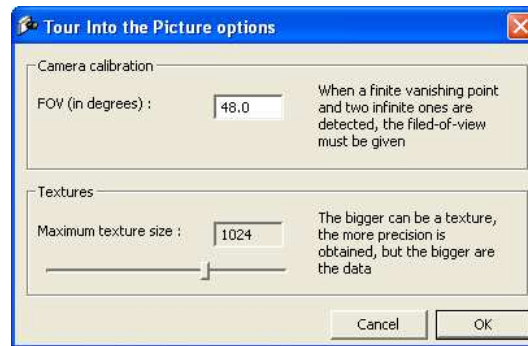 Tour Into the Picture options
Camera calibration
FOV (in degrees) :
48.0
When a finite vanishing point
and two infinite ones are
detected, the filed-of-view
must be given
Textures
Maximum texture size :
1024
The bigger can be a texture,
the more precision is
obtained, but the bigger are
the data
Cancel
OK